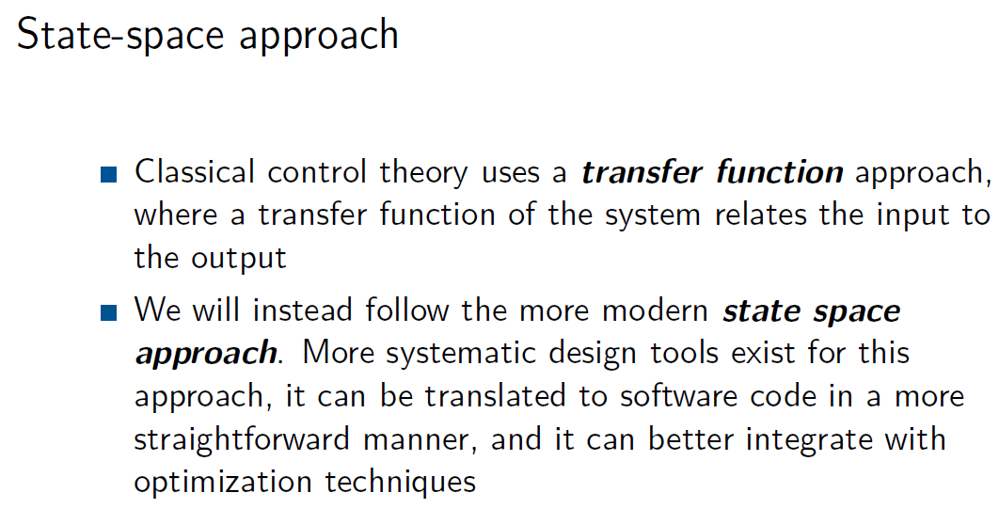 State-space approach
Classical control theory uses a transfer function approach,
where a transfer function of the system relates the input to
the output
We will instead follow the more modern state space
approach. More systematic design tools exist for this
approach, it can be translated to software code in a more
straightforward manner, and it can better integrate with
optimization techniques